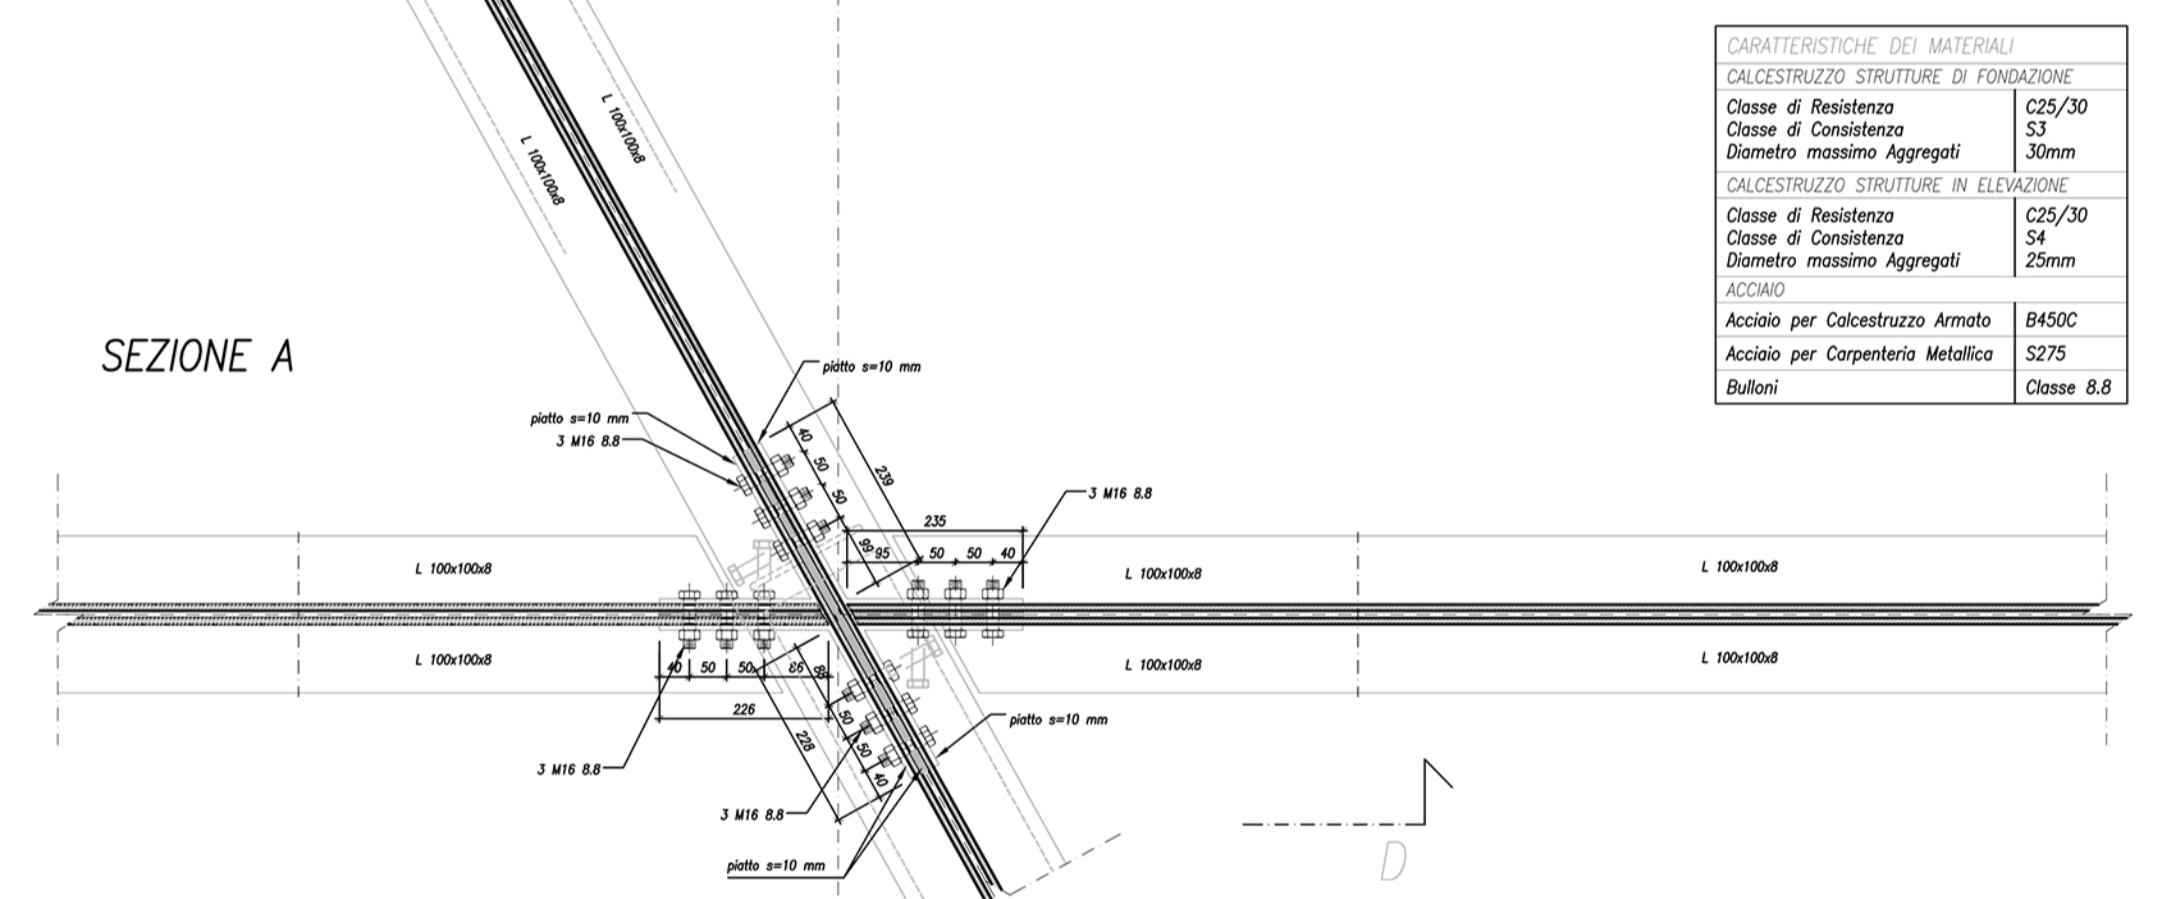 CARATTERISTICHE DEI MATERIALI
CALCESTRUZZO STRUTTURE DI FONDAZIONE
Classe di Resistenza C25/30
Classe di Consistenza S3
Diametro massimo Aggregati 30mm
CALCESTRUZZO STRUTTURE IN ELEVAZIONE
Classe di Resistenza C25/30
Classe di Consistenza S4
Diametro massimo Aggregati 25mm
ACCIAIO
Acciaio per Calcestruzzo Armato B450C
Acciaio per Carpenteria Metallica S275
Bulloni Classe 8.8
L 100x100x8
L 100x100x8
SEZIONE A
piatto s=10 mm
piatto s=10 mm
3 M16 8.8
40
50
50
239
99
3 M16 8.8
235
95
50
50
40
L 100x100x8
L 100x100x8
L 100x100x8
L 100x100x8
L 100x100x8
L 100x100x8
40
50
50
86
88
226
50
50
40
228
piatto s=10 mm
3 M16 8.8
3 M16 8.8
piatto s=10 mm
D